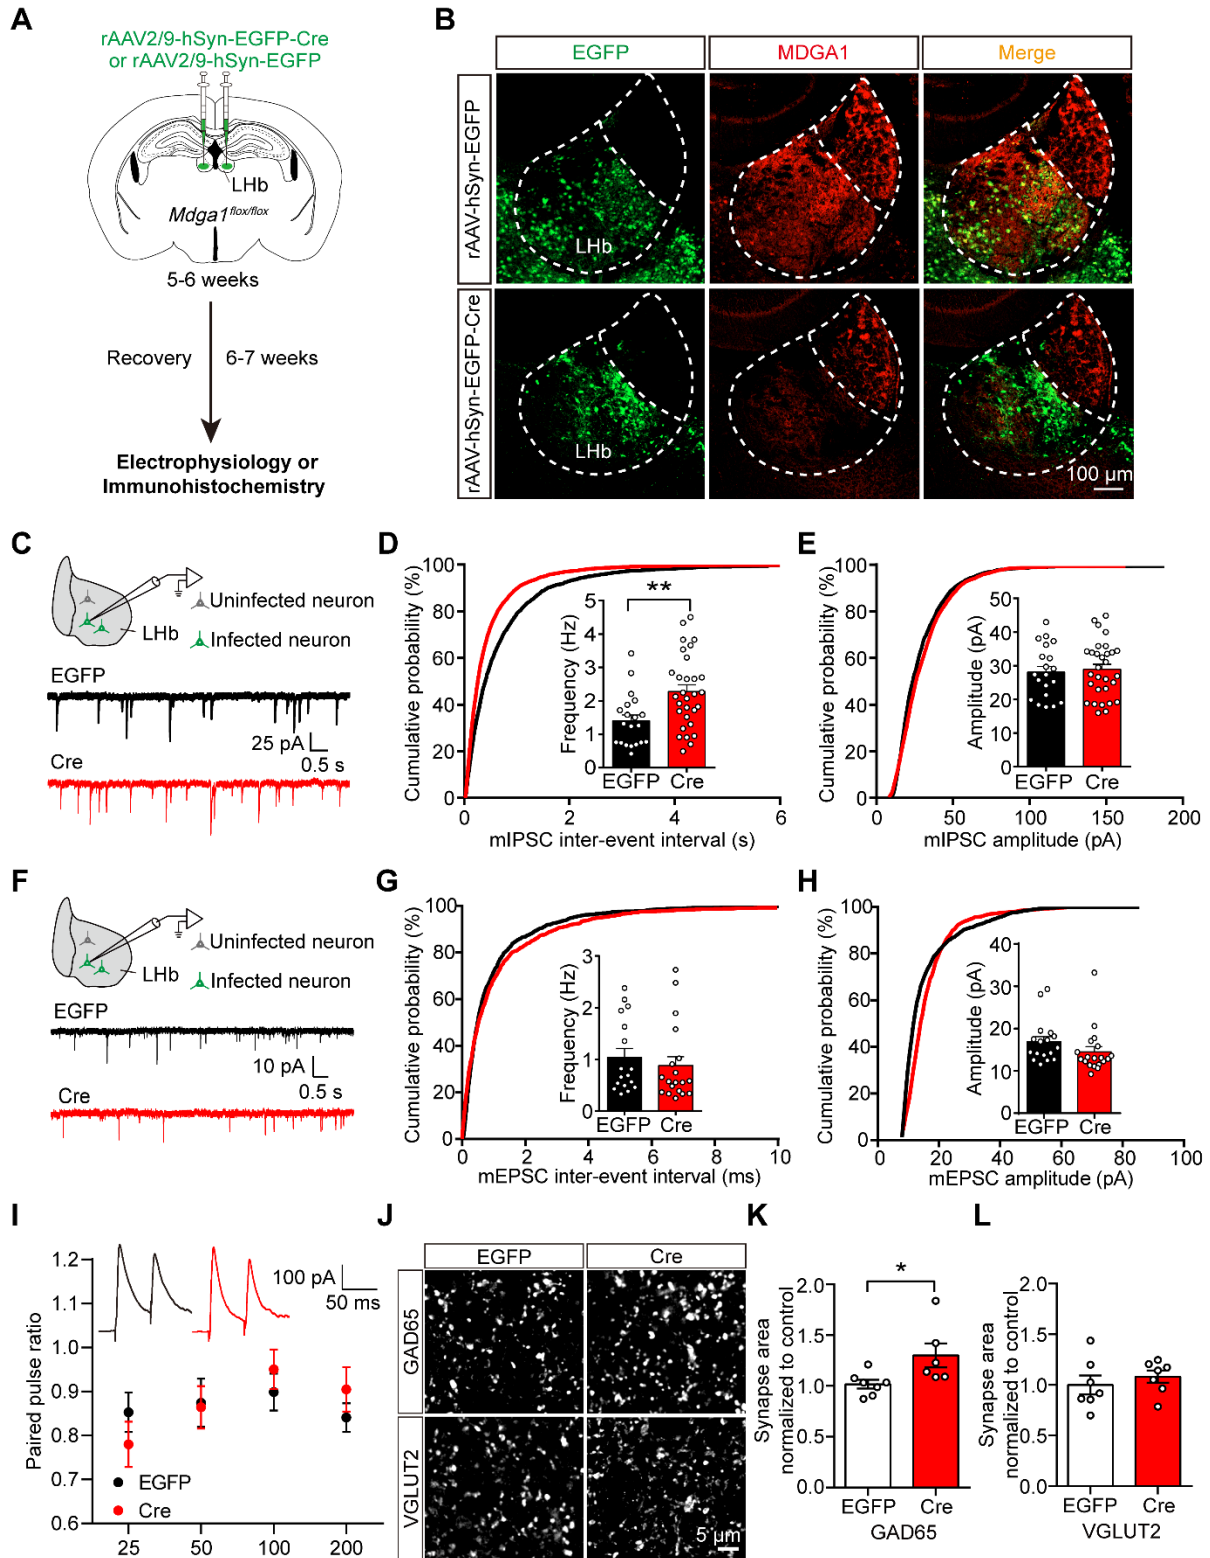 A
rAAV2/9-hSyn-EGFP-Cre
or rAAV2/9-hSyn-EGFP
LHb
Mdga1flox/flox
5-6 weeks
Recovery 6-7 weeks
Electrophysiology or
Immunohistochemistry
B
EGFP MDGA1 Merge
rAAV-hSyn-EGFP
LHb
rAAV-hSyn-EGFP-Cre
LHb
100 μm
C
Uninfected neuron
LHb
Infected neuron
EGFP
25 pA
0.5 s
Cre
D
Cumulative probability (%)
100
80
60
40
20
0
0 2 4 6
mIPSC inter-event interval (s)
Frequency (Hz)
5
4
3
2
1
0
**
EGFP Cre
E
Cumulative probability (%)
100
80
60
40
20
0
0 50 100 150 200
mIPSC amplitude (pA)
Amplitude (pA)
50
40
30
20
10
0
EGFP Cre
F
Uninfected neuron
LHb
Infected neuron
EGFP
10 pA
0.5 s
Cre
G
Cumulative probability (%)
100
80
60
40
20
0
0 2 4 6 8 10
mEPSC inter-event interval (ms)
Frequency (Hz)
3
2
1
0
EGFP Cre
H
Cumulative probability (%)
100
80
60
40
20
0
0 20 40 60 80 100
mEPSC amplitude (pA)
Amplitude (pA)
40
30
20
10
0
EGFP Cre
I
Paired pulse ratio
1.2
1.1
1.0
0.9
0.8
0.7
0.6
100 pA
50 ms
EGFP
Cre
25 50 100 200
J
EGFP Cre
GAD65
VGLUT2
5 μm
K
Synapse area
normalized to control
2.0
1.5
1.0
0.5
0.0
*
EGFP Cre
GAD65
L
Synapse area
normalized to control
2.0
1.5
1.0
0.5
0.0
EGFP Cre
VGLUT2